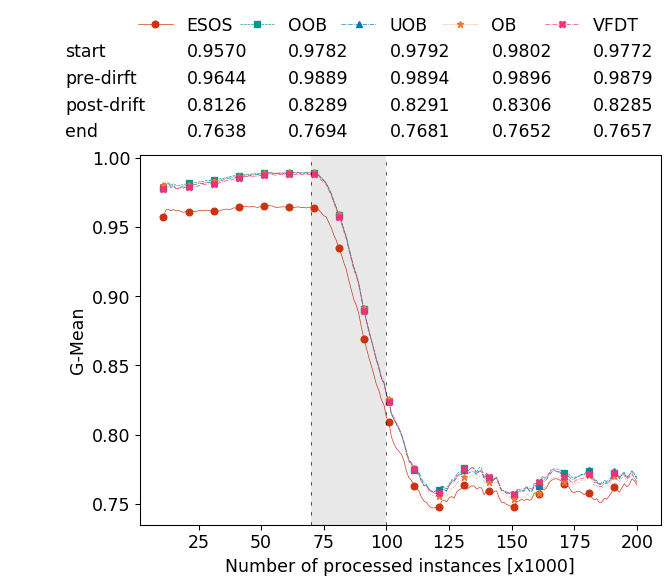 ESOS OOB UOB OB VFDT
start 0.9570 0.9782 0.9792 0.9802 0.9772
pre-dirft 0.9644 0.9889 0.9894 0.9896 0.9879
post-drift 0.8126 0.8289 0.8291 0.8306 0.8285
end 0.7638 0.7694 0.7681 0.7652 0.7657
1.00
0.95
0.90
0.85
0.80
0.75
G-Mean
25 50 75 100 125 150 175 200
Number of processed instances [x1000]